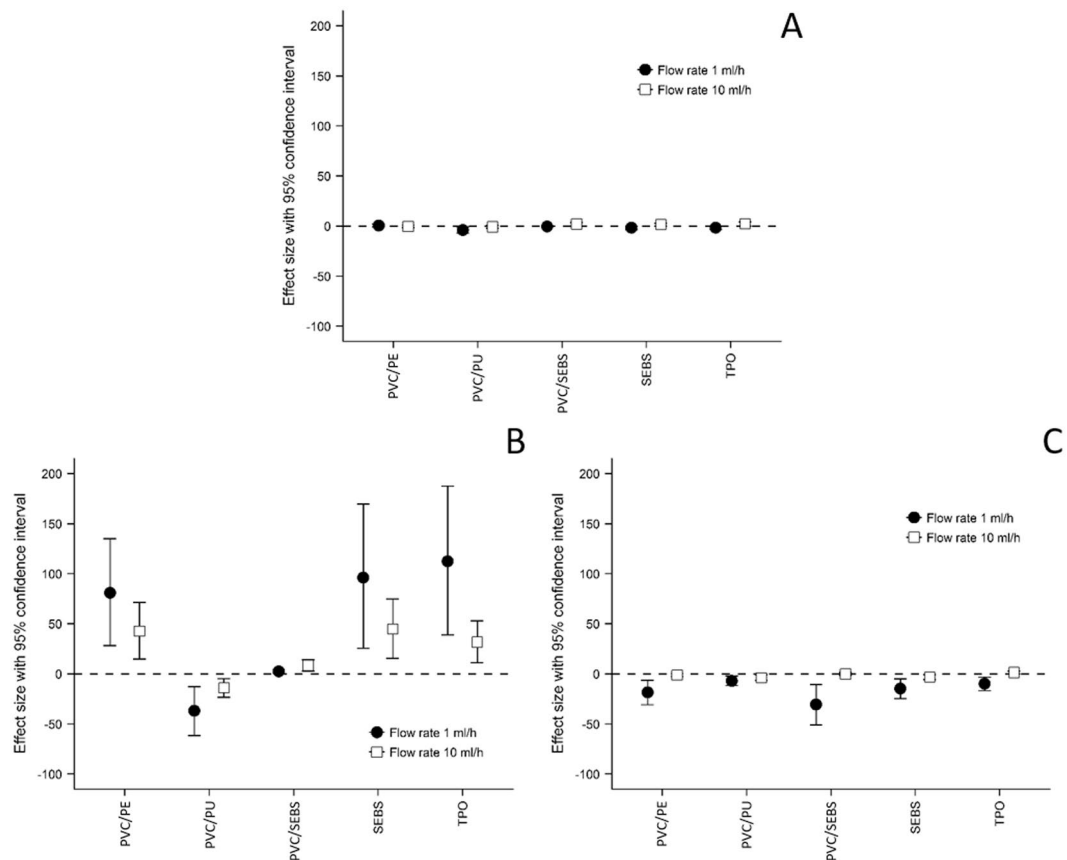 A
Effect size with 95% confidence interval
200
150
100
50
0
-50
-100
Flow rate 1 ml/h
Flow rate 10 ml/h
PVC/PE
PVC/PU
PVC/SEBS
SEBS
TPO
B
Effect size with 95% confidence interval
200
150
100
50
0
-50
-100
Flow rate 1 ml/h
Flow rate 10 ml/h
PVC/PE
PVC/PU
PVC/SEBS
SEBS
TPO
C
Effect size with 95% confidence interval
200
150
100
50
0
-50
-100
Flow rate 1 ml/h
Flow rate 10 ml/h
PVC/PE
PVC/PU
PVC/SEBS
SEBS
TPO